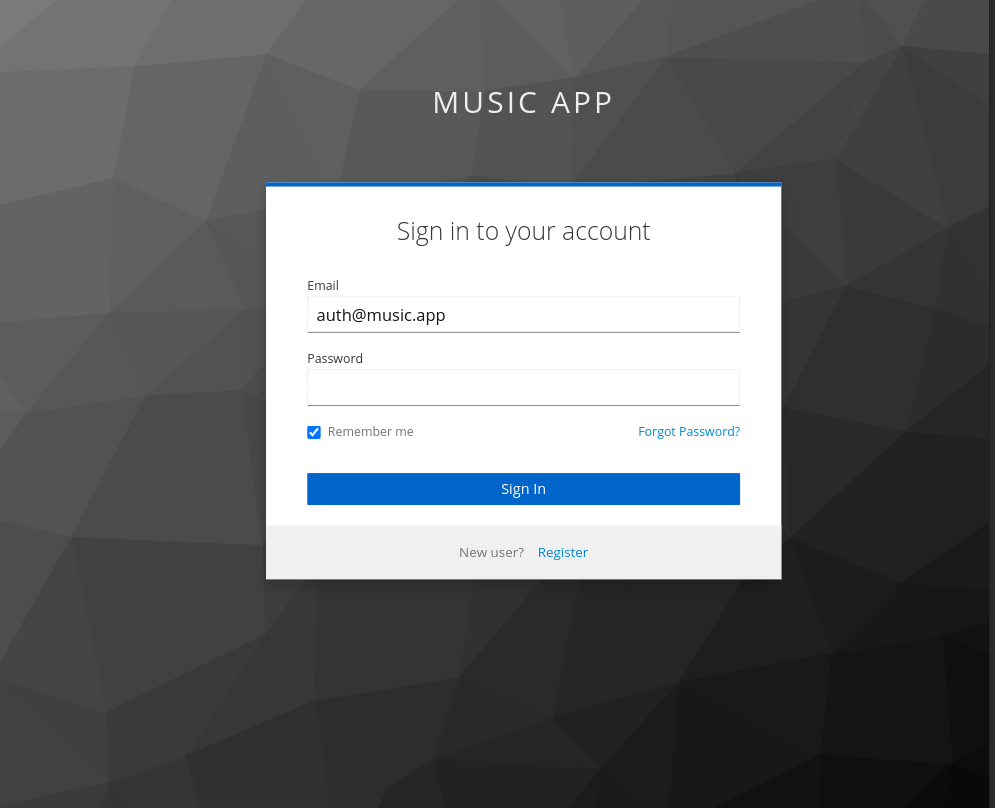 MUSIC APP
Sign in to your account
Email
auth@music.app
Password
Remember me Forgot Password?
Sign In
New user? Register